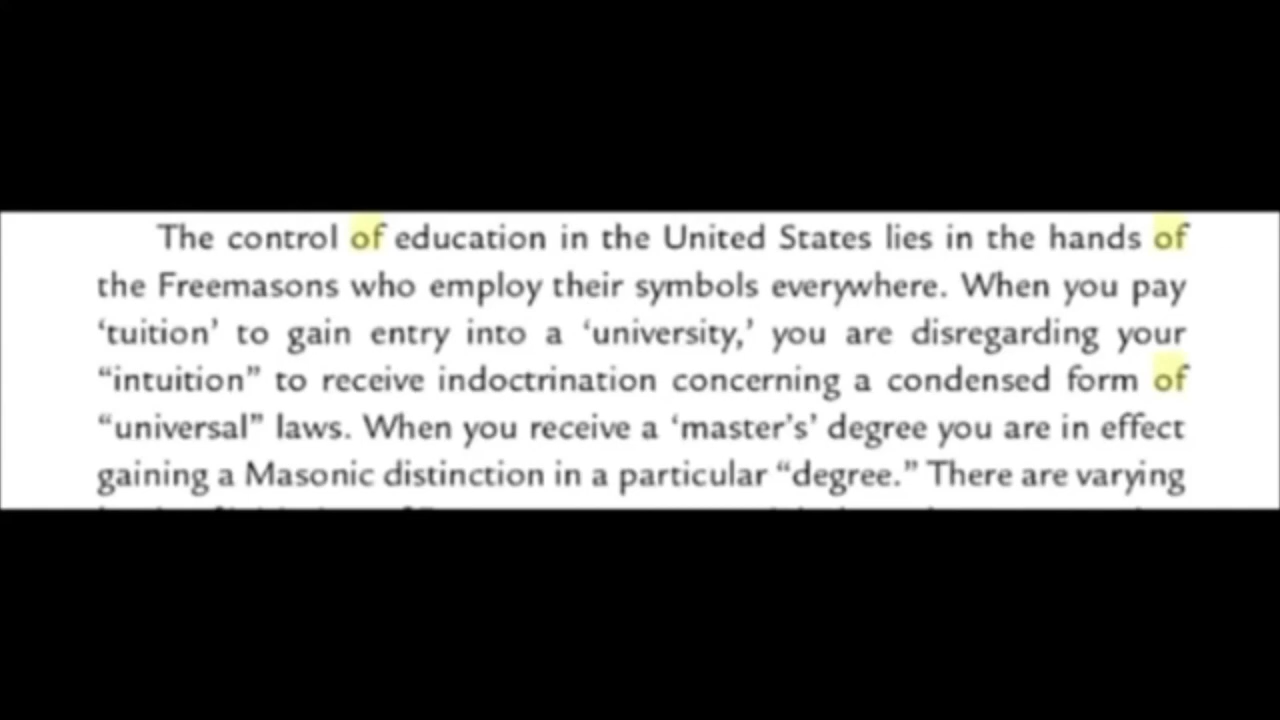 The control of education in the United States lies in the hands of
the Freemasons who employ their symbols everywhere. When you pay
‘tuition’ to gain entry into a ‘university,’ you are disregarding your
“intuition” to receive indoctrination concerning a condensed form of
“universal” laws. When you receive a ‘master’s’ degree you are in effect
gaining a Masonic distinction in a particular “degree.” There are varying